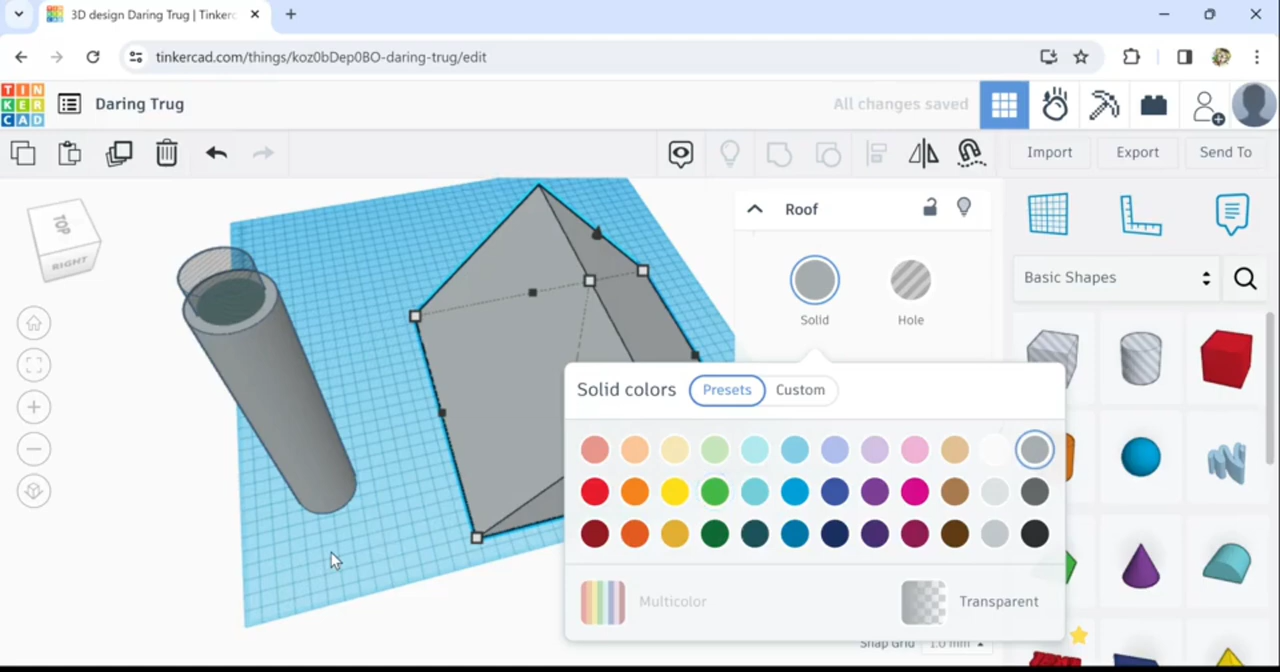 3D design Daring Trug | Tinkerc
tinkercad.com/things/koz0bDep0BO-daring-trug/edit
TIN
KER
CAD
Daring Trug
All changes saved
Import
Export
Send To
TOP
RIGHT
Roof
Solid
Hole
Basic Shapes
Solid colors
Presets
Custom
Multicolor
Transparent
Snap Grid
1.0 mm